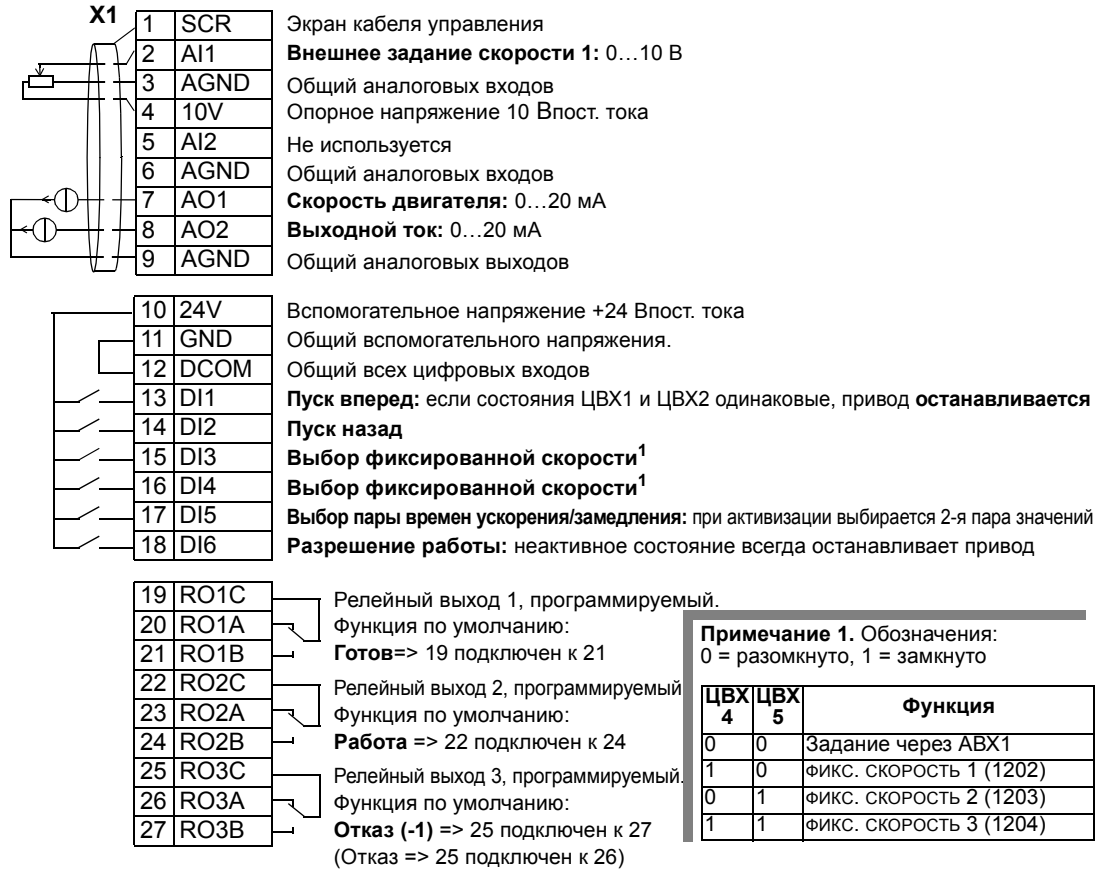 X1
1 SCR Экран кабеля управления
2 AI1 Внешнее задание скорости 1: 0…10 В
3 AGND Общий аналоговых входов
4 10V Опорное напряжение 10 Впост. тока
5 AI2 Не используется
6 AGND Общий аналоговых входов
7 AO1 Скорость двигателя: 0…20 мА
8 AO2 Выходной ток: 0…20 мА
9 AGND Общий аналоговых выходов
10 24V Вспомогательное напряжение +24 Впост. тока
11 GND Общий вспомогательного напряжения.
12 DCOM Общий всех цифровых входов
13 DI1 Пуск вперед: если состояния ЦВХ1 и ЦВХ2 одинаковые, привод останавливается
14 DI2 Пуск назад
15 DI3 Выбор фиксированной скорости1
16 DI4 Выбор фиксированной скорости1
17 DI5 Выбор пары времен ускорения/замедления: при активизации выбирается 2-я пара значений
18 DI6 Разрешение работы: неактивное состояние всегда останавливает привод
19 RO1C Релейный выход 1, программируемый.
20 RO1A Функция по умолчанию:
21 RO1B Готов=> 19 подключен к 21
22 RO2C Релейный выход 2, программируемый
23 RO2A Функция по умолчанию:
24 RO2B Работа => 22 подключен к 24
25 RO3C Релейный выход 3, программируемый.
26 RO3A Функция по умолчанию:
27 RO3B Отказ (-1) => 25 подключен к 27
(Отказ => 25 подключен к 26)
Примечание 1. Обозначения:
0 = разомкнуто, 1 = замкнуто
ЦВХ 4 ЦВХ 5 Функция
0 0 Задание через АВХ1
1 0 ФИКС. СКОРОСТЬ 1 (1202)
0 1 ФИКС. СКОРОСТЬ 2 (1203)
1 1 ФИКС. СКОРОСТЬ 3 (1204)